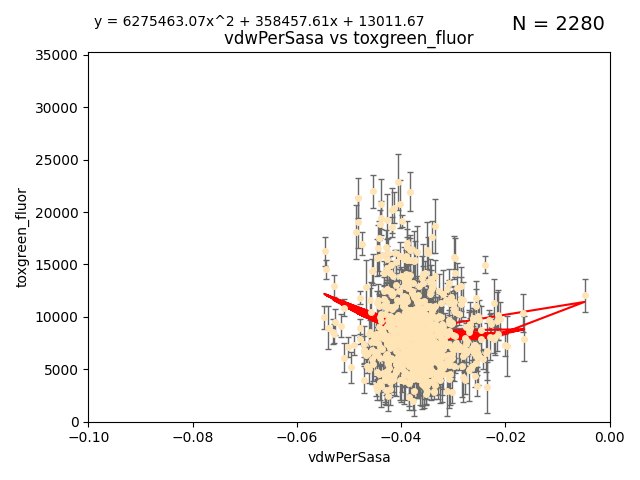 y = 6275463.07x^2 + 358457.61x + 13011.67
N = 2280
vdwPerSasa vs toxgreen_fluor
35000
30000
25000
20000
15000
10000
5000
0
toxgreen_fluor
−0.10
−0.08
−0.06
−0.04
−0.02
0.00
vdwPerSasa